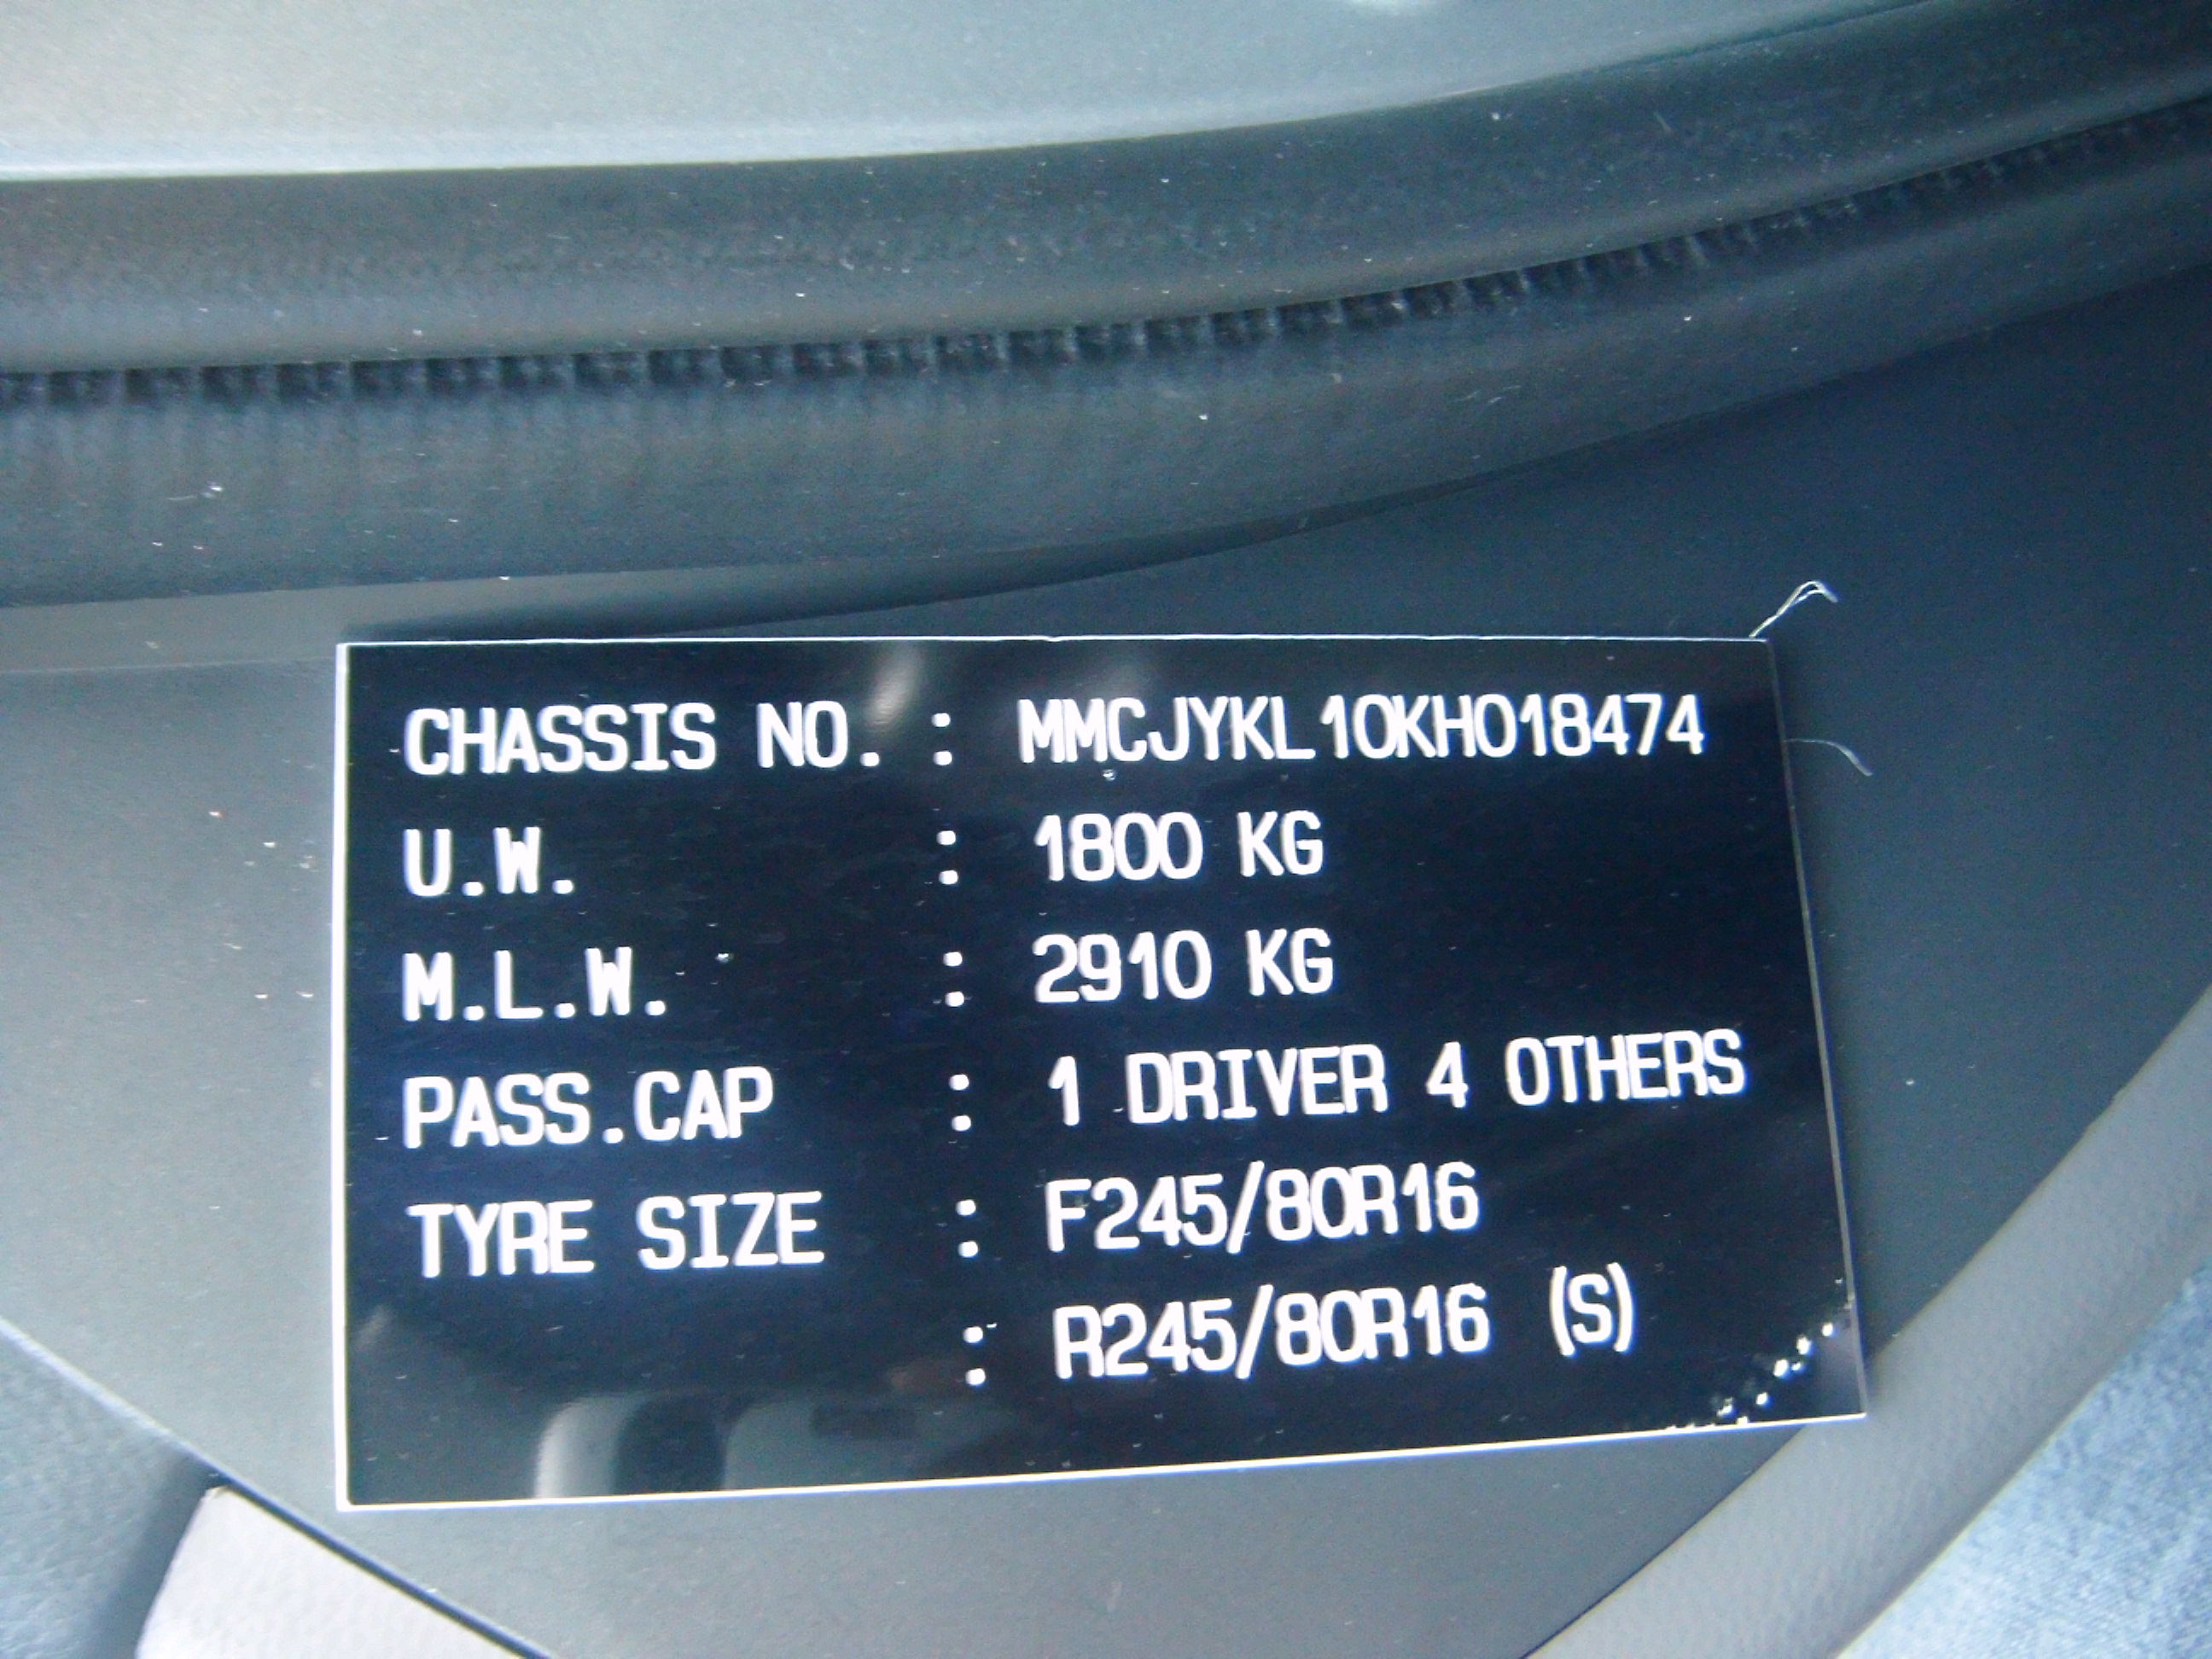 CHASSIS NO. : MMCJYKL10KH018474
U.W. : 1800 KG
M.L.W. : 2910 KG
PASS.CAP : 1 DRIVER 4 OTHERS
TYRE SIZE : F245/80R16
: R245/80R16 (S)